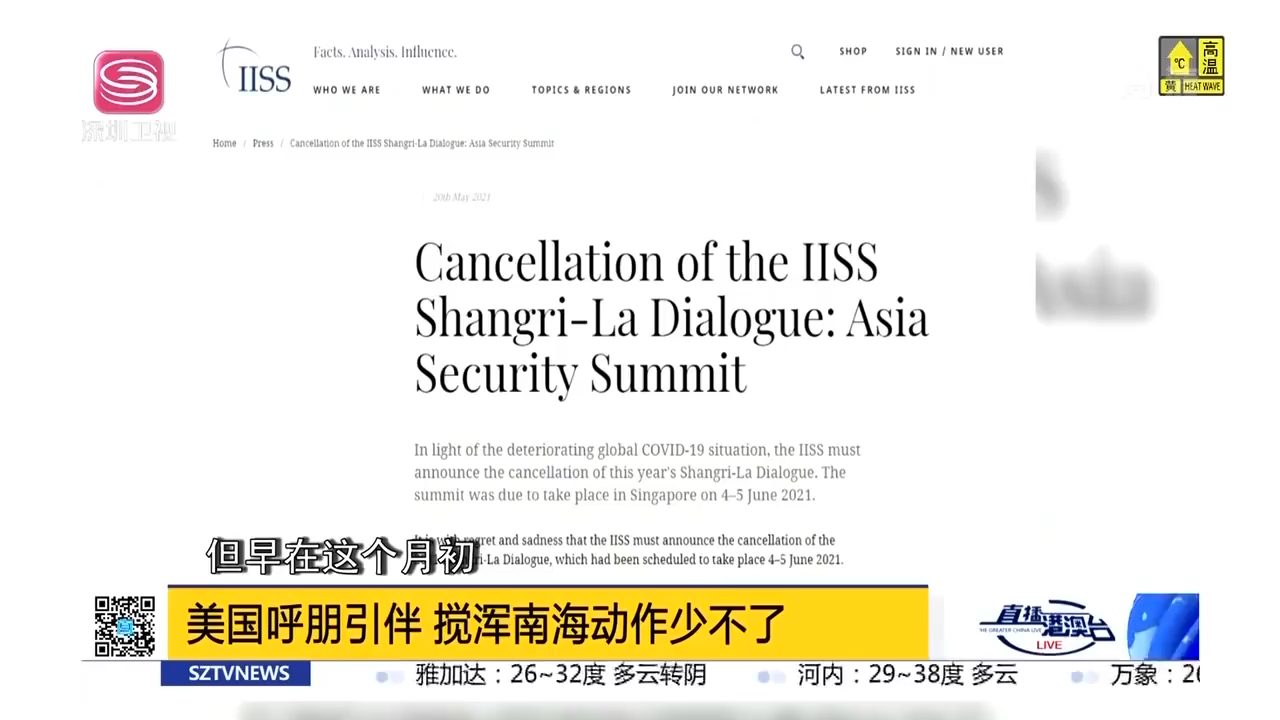 Facts. Analysis. Influence.
SHOP
SIGN IN / NEW USER
IISS
WHO WE ARE
WHAT WE DO
TOPICS & REGIONS
JOIN OUR NETWORK
LATEST FROM IISS
高温
℃
黄
HEAT WAVE
深圳卫视
Home / Press / Cancellation of the IISS Shangri-La Dialogue: Asia Security Summit
20th May 2021
Cancellation of the IISS
Shangri-La Dialogue: Asia
Security Summit
In light of the deteriorating global COVID-19 situation, the IISS must
announce the cancellation of this year's Shangri-La Dialogue. The
summit was due to take place in Singapore on 4–5 June 2021.
It is with regret and sadness that the IISS must announce the cancellation of the
ri-La Dialogue, which had been scheduled to take place 4–5 June 2021.
但早在这个月初
美国呼朋引伴 搅浑南海动作少不了
直播港澳台
THE GREATER CHINA LIVE
LIVE
SZTVNEWS
雅加达：26~32度 多云转阴
河内：29~38度 多云
万象：26